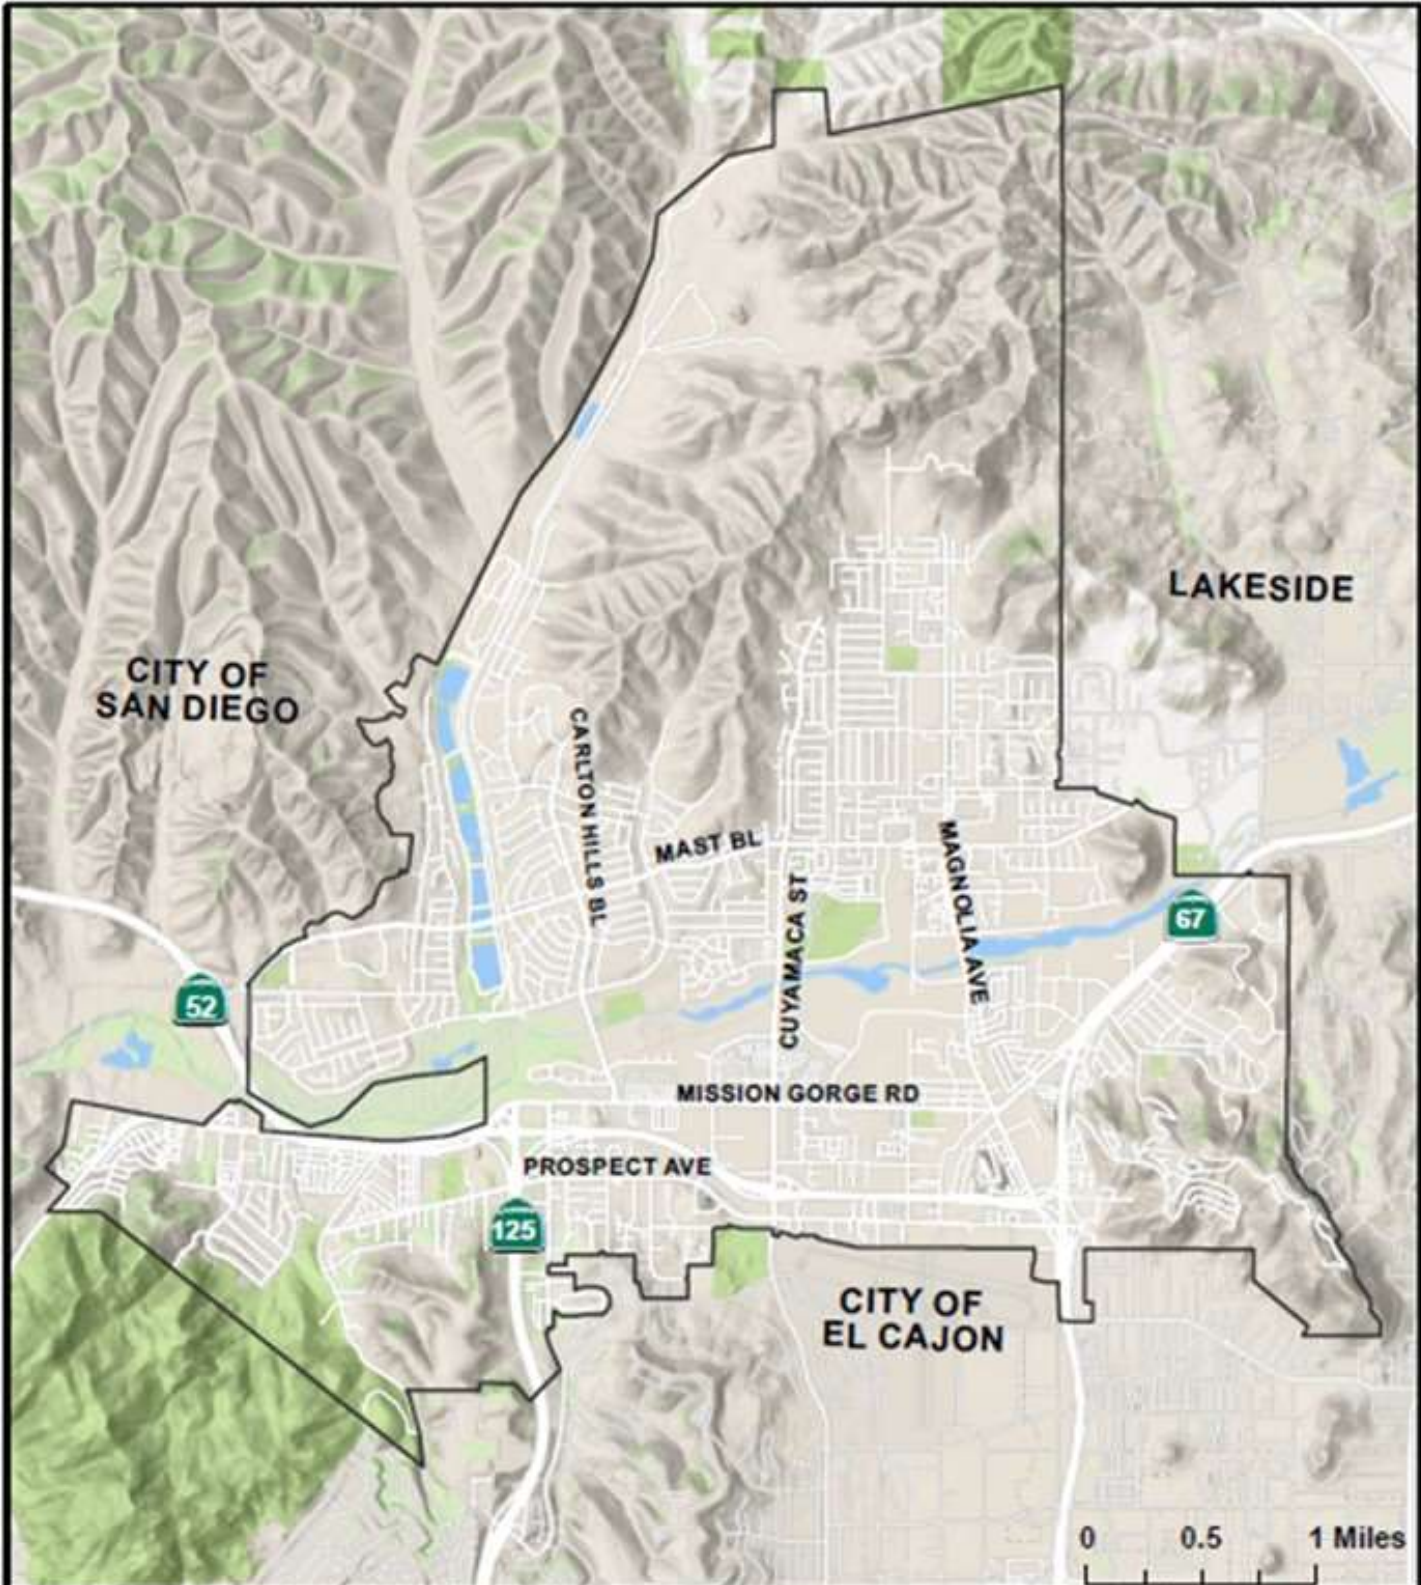 LAKESIDE
CITY OF
SAN DIEGO
CARLTON HILLS BL
MAST BL
MAGNOLIA AVE
CUYAMACA ST
67
52
MISSION GORGE RD
PROSPECT AVE
125
CITY OF
EL CAJON
0 0.5 1 Miles